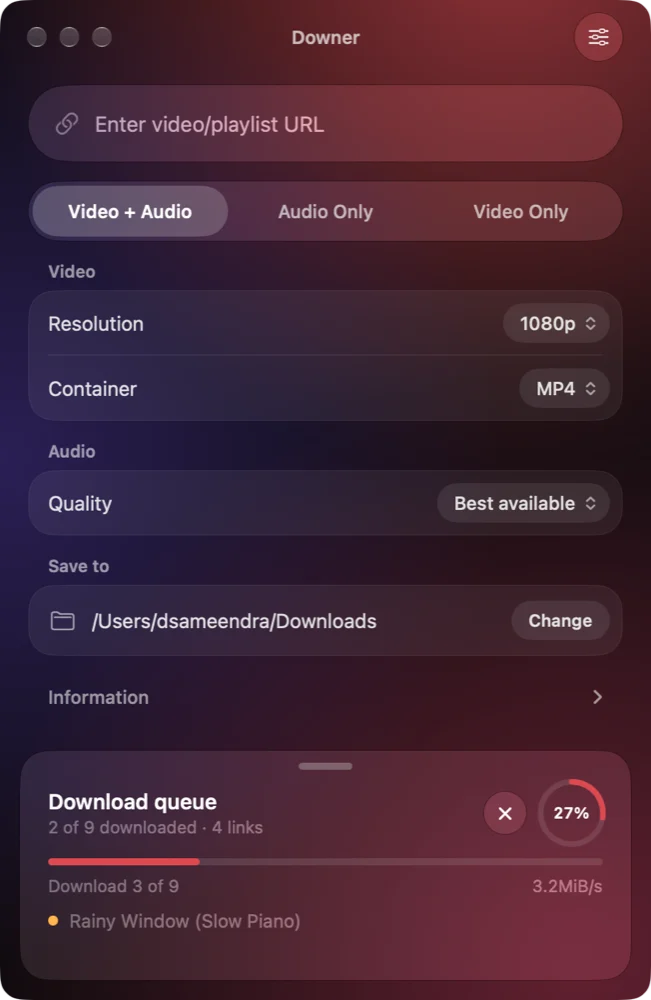 Downer
Enter video/playlist URL
Video + Audio
Audio Only
Video Only
Video
Resolution
1080p
Container
MP4
Audio
Quality
Best available
Save to
/Users/dsameendra/Downloads
Change
Information
Download queue
2 of 9 downloaded · 4 links
27%
Download 3 of 9
3.2MiB/s
Rainy Window (Slow Piano)